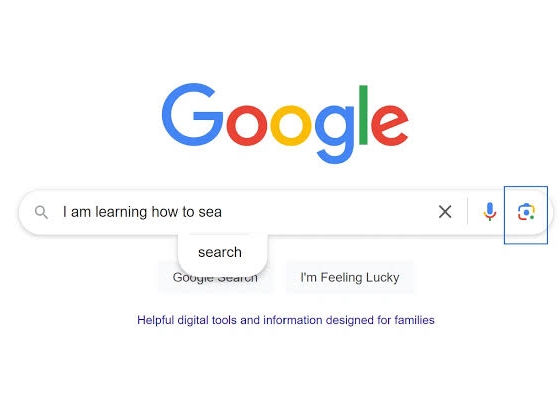 Google
I am learning how to sea
search
Google Search
I'm Feeling Lucky
Helpful digital tools and information designed for families